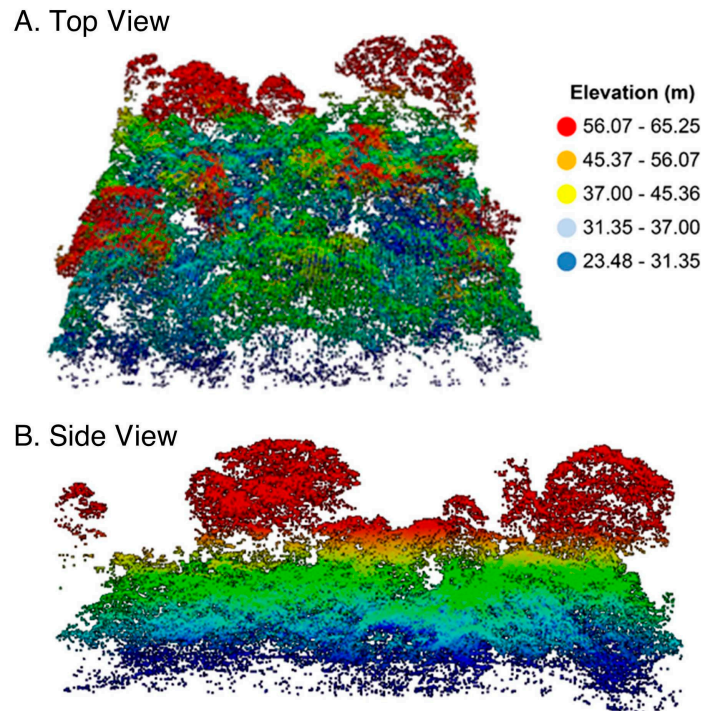 A. Top View
Elevation (m)
56.07 - 65.25
45.37 - 56.07
37.00 - 45.36
31.35 - 37.00
23.48 - 31.35
B. Side View